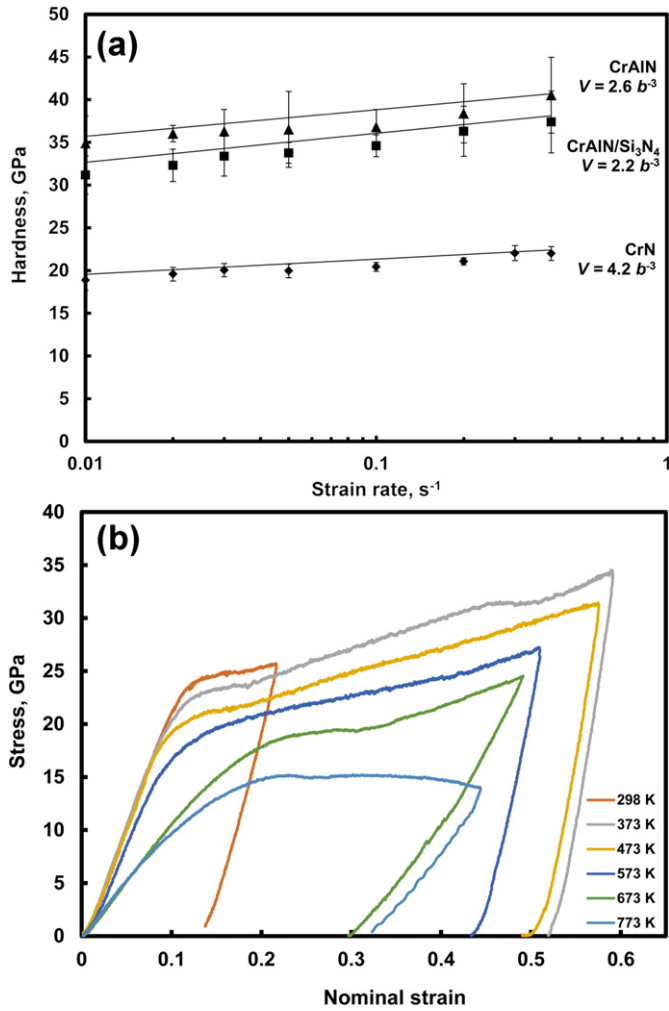 (a)
50
45
40
35
30
25
20
15
10
5
0
Hardness, GPa
CrAlN
V = 2.6 b⁻³
CrAlN/Si₃N₄
V = 2.2 b⁻³
CrN
V = 4.2 b⁻³
0.01 0.1 1
Strain rate, s⁻¹
(b)
40
35
30
25
20
15
10
5
0
Stress, GPa
298 K
373 K
473 K
573 K
673 K
773 K
0 0.1 0.2 0.3 0.4 0.5 0.6
Nominal strain